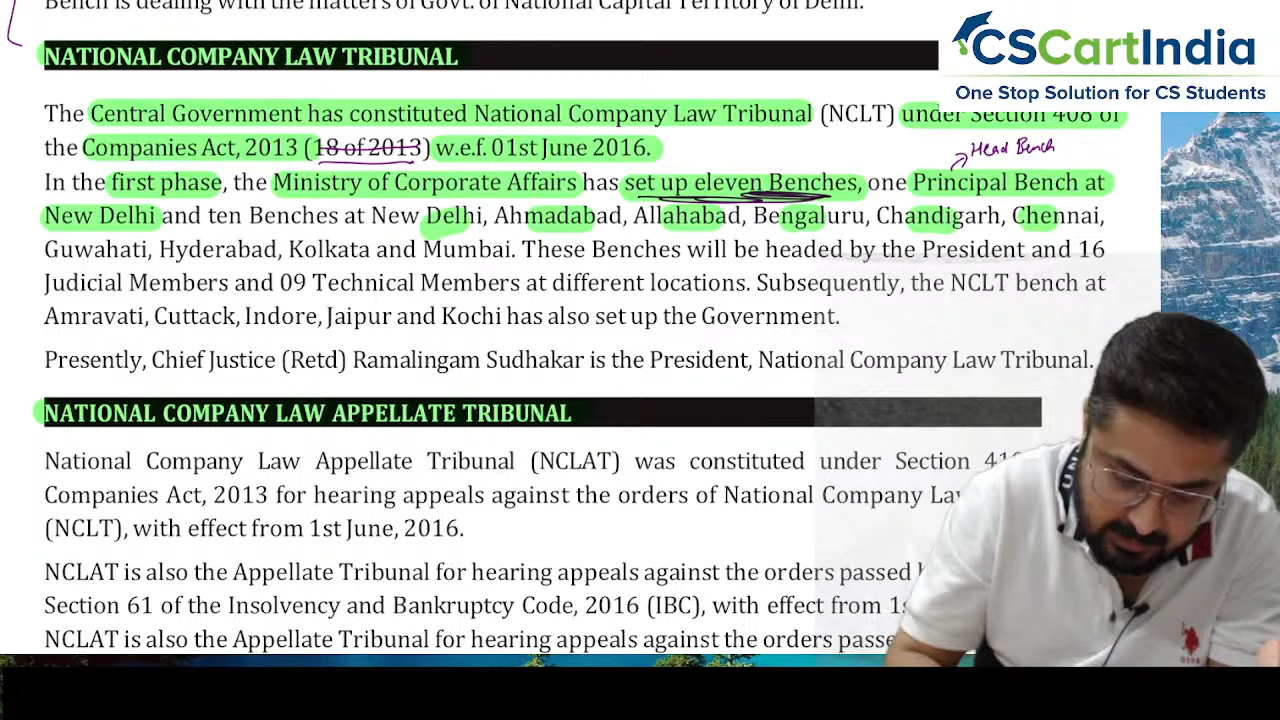 Bench is dealing with the matters of Govt. of National Capital Territory of Delhi.
CSCartIndia
One Stop Solution for CS Students
NATIONAL COMPANY LAW TRIBUNAL
The Central Government has constituted National Company Law Tribunal (NCLT) under Section 408 of
the Companies Act, 2013 (18 of 2013) w.e.f. 01st June 2016.
Head Bench
In the first phase, the Ministry of Corporate Affairs has set up eleven Benches, one Principal Bench at
New Delhi and ten Benches at New Delhi, Ahmadabad, Allahabad, Bengaluru, Chandigarh, Chennai,
Guwahati, Hyderabad, Kolkata and Mumbai. These Benches will be headed by the President and 16
Judicial Members and 09 Technical Members at different locations. Subsequently, the NCLT bench at
Amravati, Cuttack, Indore, Jaipur and Kochi has also set up the Government.
Presently, Chief Justice (Retd) Ramalingam Sudhakar is the President, National Company Law Tribunal.
NATIONAL COMPANY LAW APPELLATE TRIBUNAL
National Company Law Appellate Tribunal (NCLAT) was constituted under Section
Companies Act, 2013 for hearing appeals against the orders of National Company
(NCLT), with effect from 1st June, 2016.
NCLAT is also the Appellate Tribunal for hearing appeals against the orders passed
Section 61 of the Insolvency and Bankruptcy Code, 2016 (IBC), with effect from
NCLAT is also the Appellate Tribunal for hearing appeals against the orders